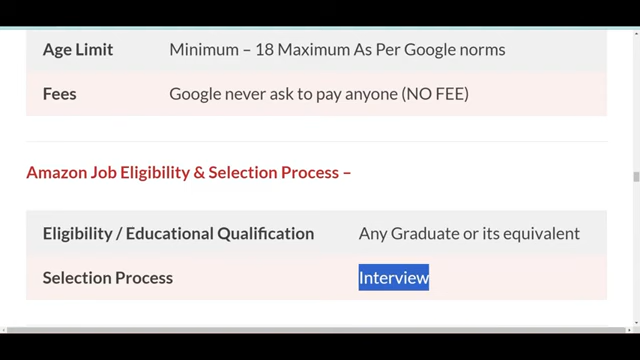 Age Limit Minimum – 18 Maximum As Per Google norms
Fees Google never ask to pay anyone (NO FEE)
Amazon Job Eligibility & Selection Process –
Eligibility / Educational Qualification Any Graduate or its equivalent
Selection Process Interview